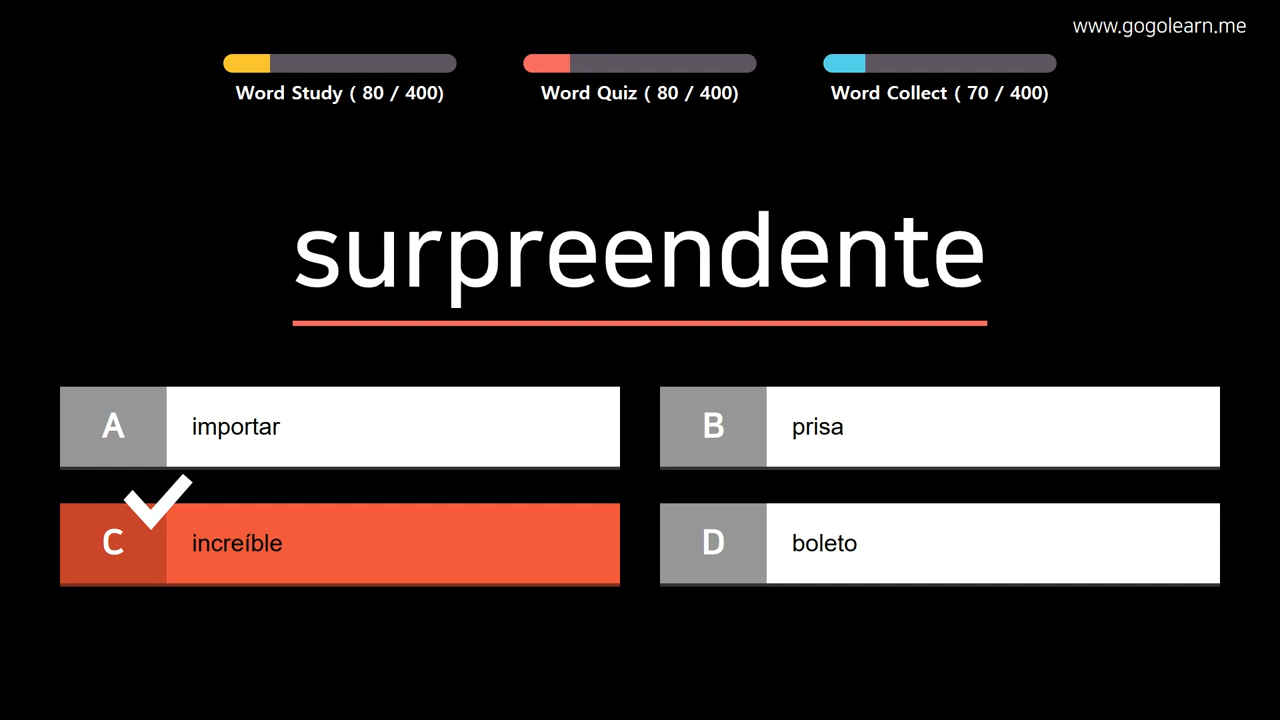 www.gogolearn.me
Word Study ( 80 / 400)
Word Quiz ( 80 / 400)
Word Collect ( 70 / 400)
surpreendente
A importar
B prisa
C increíble
D boleto